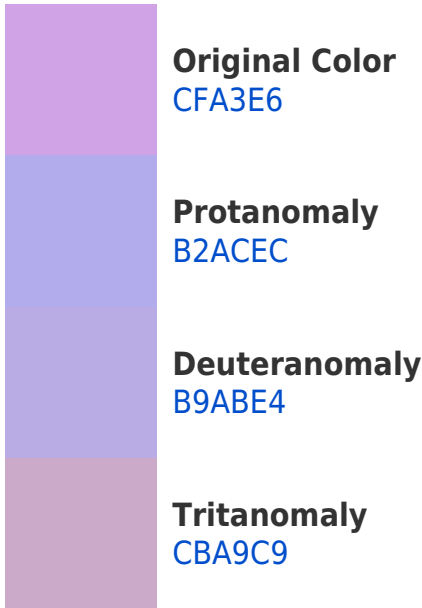 Original Color
CFA3E6
Protanomaly
B2ACEC
Deuteranomaly
B9ABE4
Tritanomaly
CBA9C9